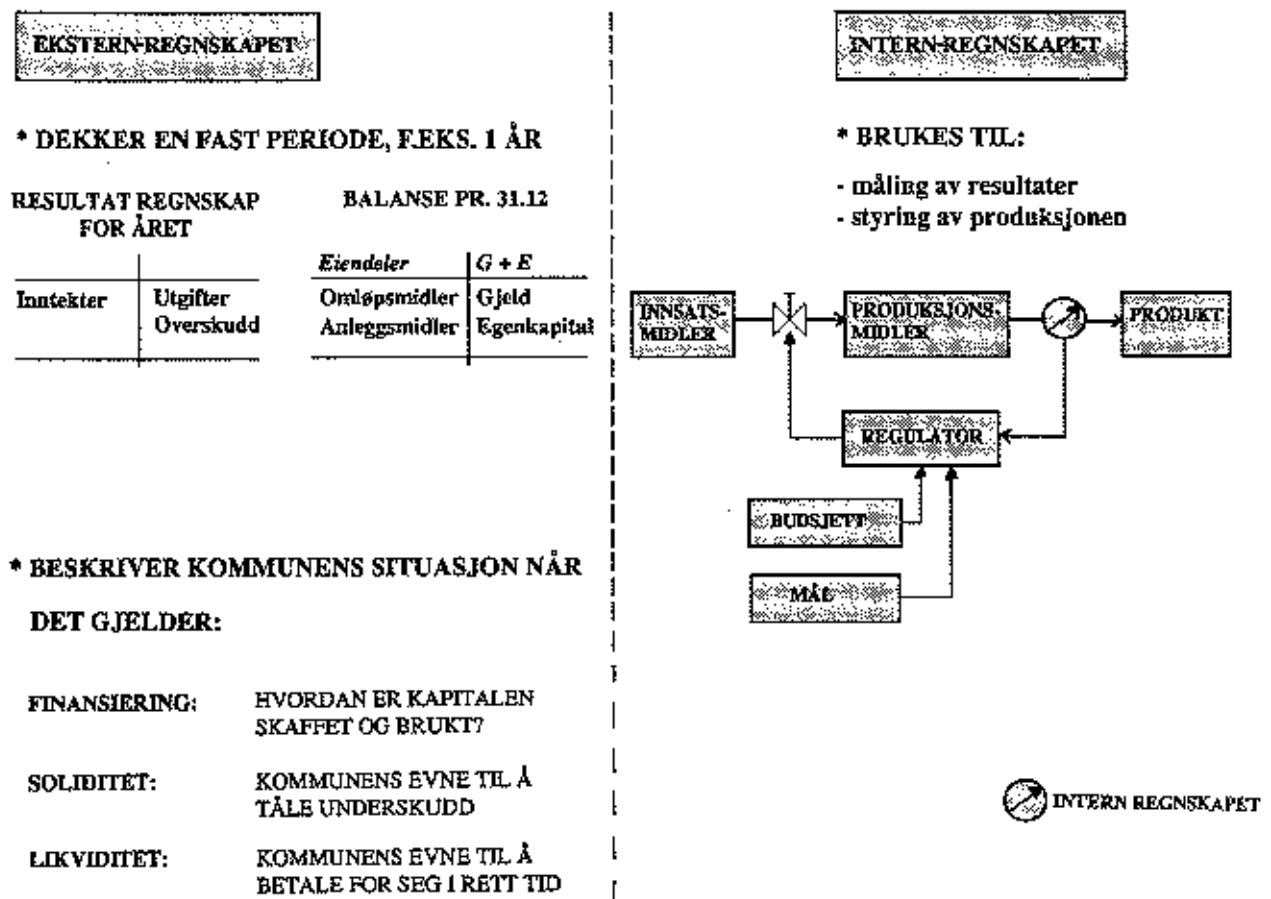 EKSTERN-REGNSKAPET
* DEKKER EN FAST PERIODE, F.EKS. 1 ÅR
RESULTAT REGNSKAP
FOR ÅRET
Inntekter
Utgifter
Overskudd
BALANSE PR. 31.12
Eiendeler
G + E
Omløpsmidler
Gjeld
Anleggsmidler
Egenkapital
* BESKRIVER KOMMUNENS SITUASJON NÅR
DET GJELDER:
FINANSIERING:
HVORDAN ER KAPITALEN
SKAFFET OG BRUKT?
SOLIDITET:
KOMMUNENS EVNE TIL Å
TÅLE UNDERSKUDD
LIKVIDITET:
KOMMUNENS EVNE TIL Å
BETALE FOR SEG I RETT TID
INTERN-REGNSKAPET
* BRUKES TIL:
- måling av resultater
- styring av produksjonen
INNSATS-
MIDLER
PRODUKSJONS-
MIDLER
PRODUKT
REGULATOR
BUDSJETT
MÅL
INTERN REGNSKAPET